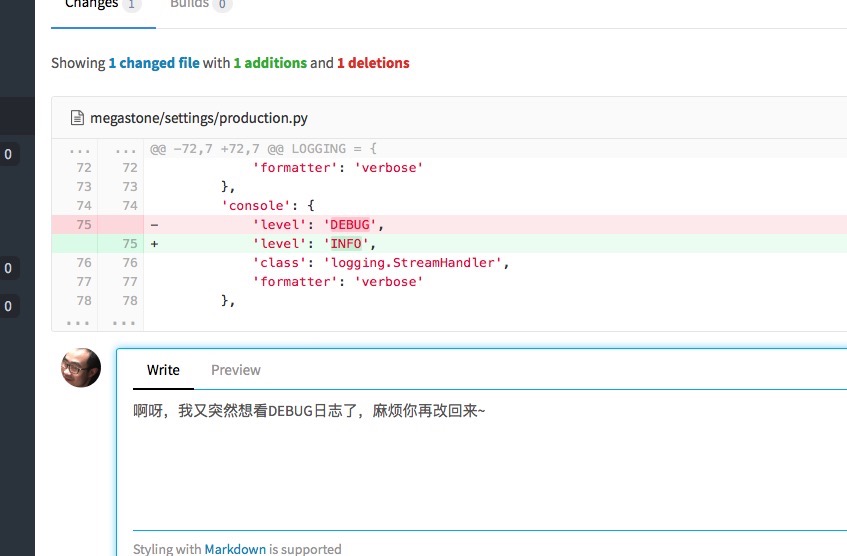 Changes 1 Builds 0
Showing 1 changed file with 1 additions and 1 deletions
megastone/settings/production.py
... ... @@ -72,7 +72,7 @@ LOGGING = {
72 72 'formatter': 'verbose'
73 73 },
74 74 'console': {
75 - 'level': 'DEBUG',
75 + 'level': 'INFO',
76 76 'class': 'logging.StreamHandler',
77 77 'formatter': 'verbose'
78 78 },
... ...
0
0
0
Write Preview
啊呀，我又突然想看DEBUG日志了，麻烦你再改回来~
Styling with Markdown is supported